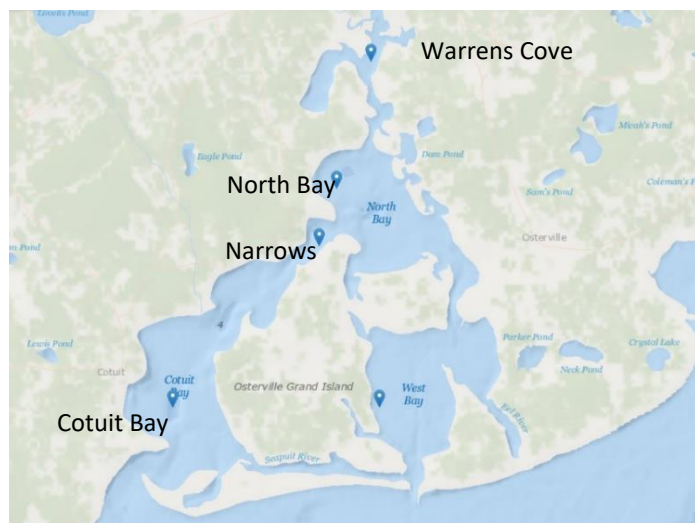 Warrens Cove
Micah's Pond
Eagle Pond
Dam Pond
Sam's Pond
Coleman's P
North Bay
North
Bay
Osterville
Narrows
4
Parker Pond
Crystal Lake
Lewis Pond
Neck Pond
Cotuit
Cotuit
Bay
Osterville Grand Island
West
Bay
Eel River
Cotuit Bay
Seapuit River